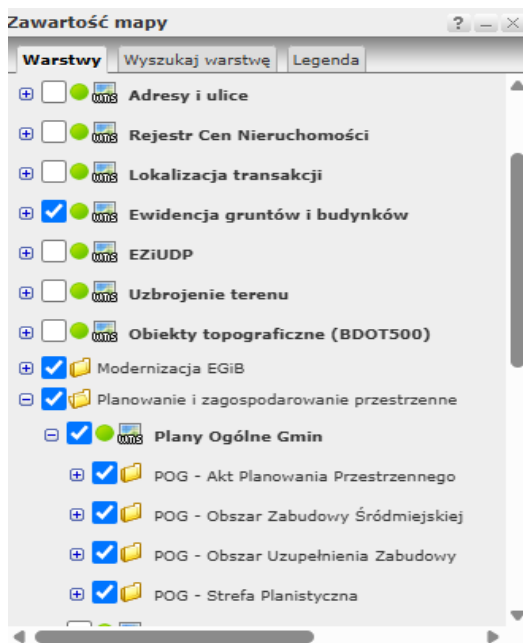 Zawartość mapy
Warstwy Wyszukaj warstwę Legenda
wms Adresy i ulice
wms Rejestr Cen Nieruchomości
wms Lokalizacja transakcji
wms Ewidencja gruntów i budynków
wms EZiUDP
wms Uzbrojenie terenu
wms Obiekty topograficzne (BDOT500)
Modernizacja EGiB
Planowanie i zagospodarowanie przestrzenne
wms Plany Ogólne Gmin
POG - Akt Planowania Przestrzennego
POG - Obszar Zabudowy Śródmiejskiej
POG - Obszar Uzupełnienia Zabudowy
POG - Strefa Planistyczna